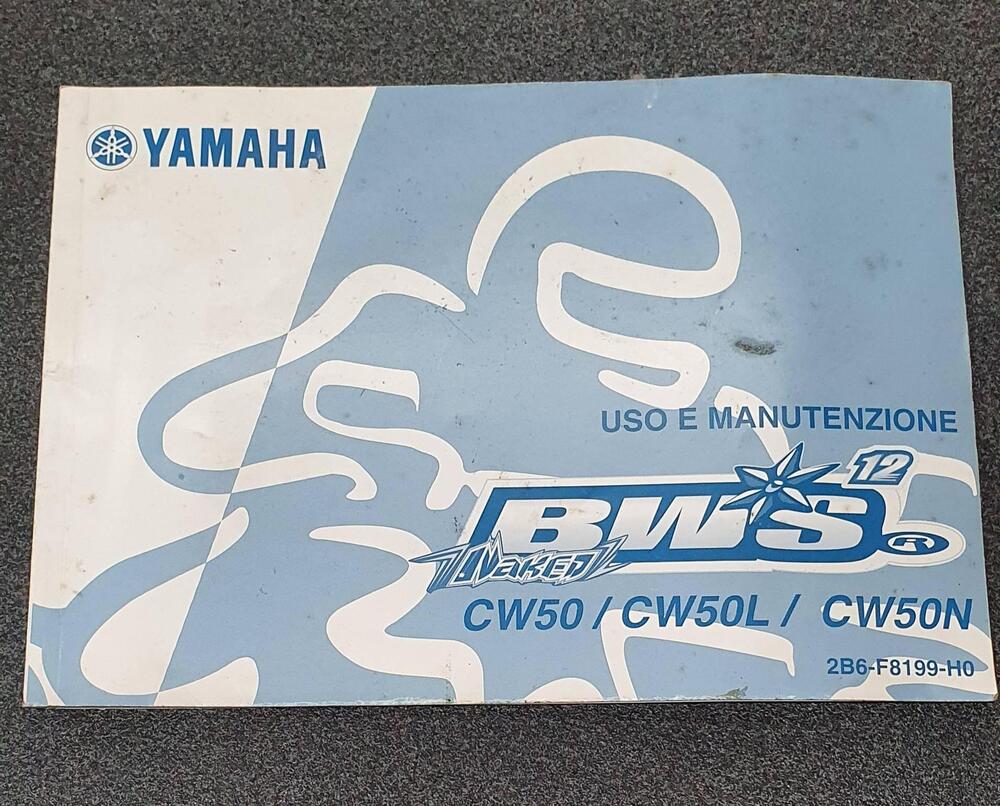 YAMAHA
USO E MANUTENZIONE
BW'S 12 R
NAKED
CW50 / CW50L / CW50N
2B6-F8199-H0